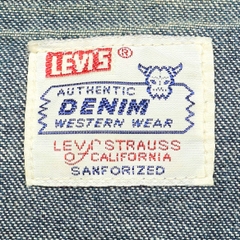 LEVI'S ®
AUTHENTIC
DENIM
WESTERN WEAR
LEVI STRAUSS
OF CALIFORNIA
SANFORIZED